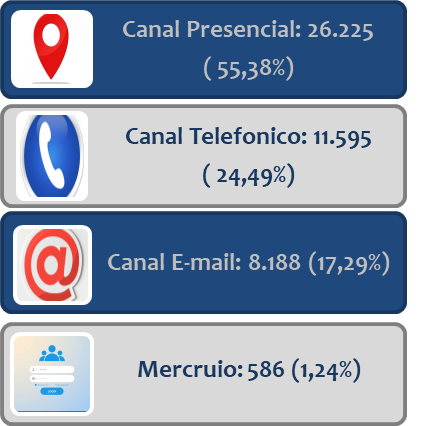 Canal Presencial: 26.225
( 55,38%)
Canal Telefonico: 11.595
( 24,49%)
@
Canal E-mail: 8.188 (17,29%)
Mercruio: 586 (1,24%)